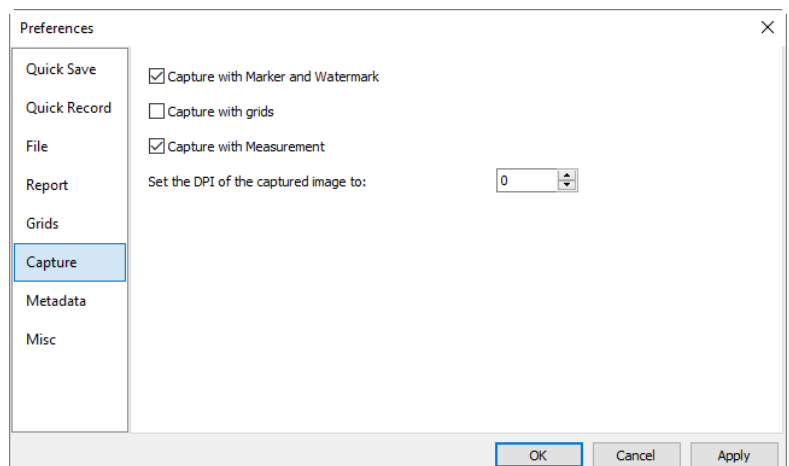 Preferences
Quick Save
Quick Record
File
Report
Grids
Capture
Metadata
Misc
Capture with Marker and Watermark
Capture with grids
Capture with Measurement
Set the DPI of the captured image to: 0
OK Cancel Apply